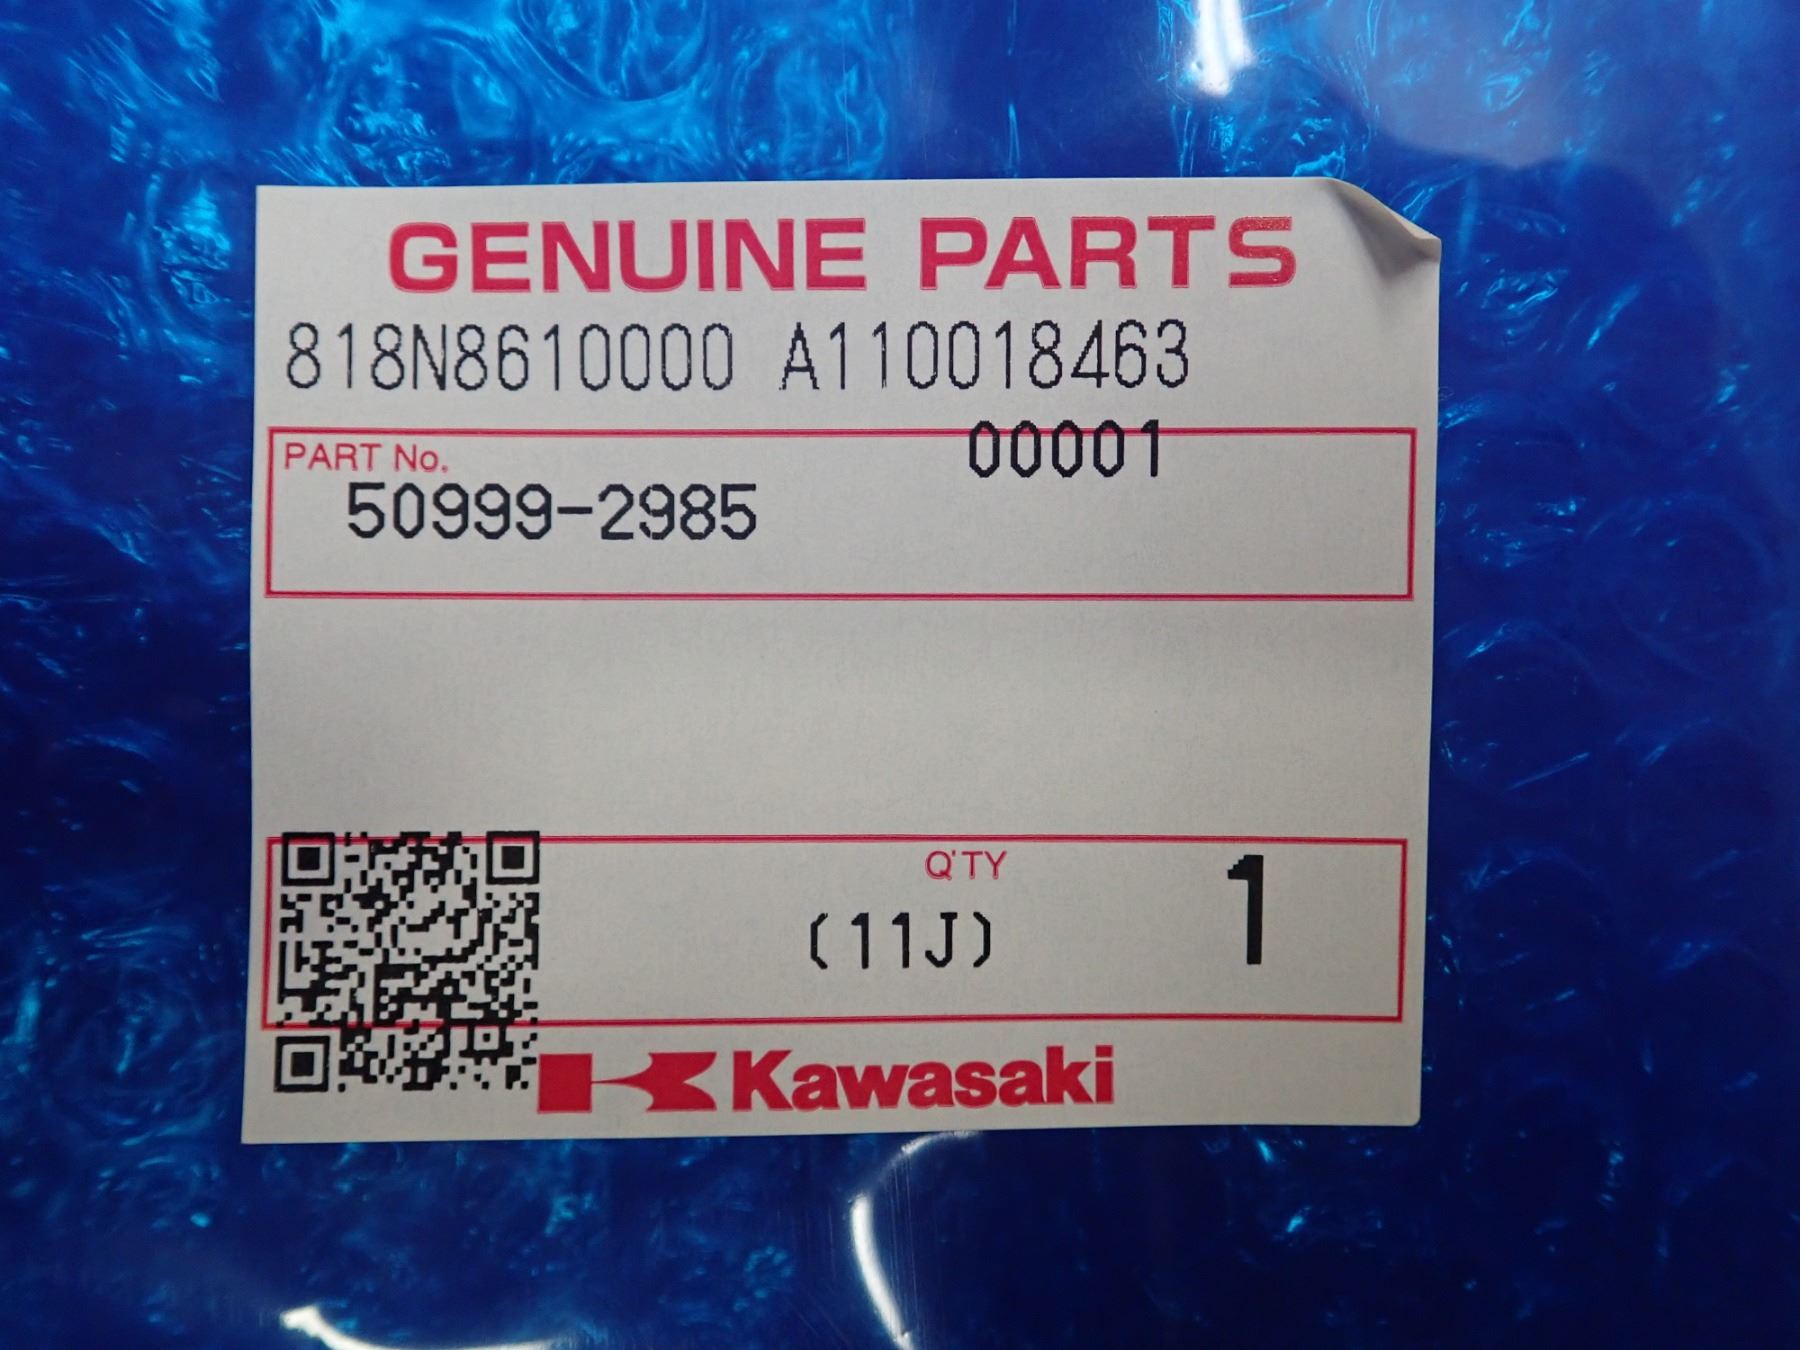 GENUINE PARTS
818N8610000 A110018463
00001
PART No.
50999-2985
Q'TY
(11J) 1
Kawasaki